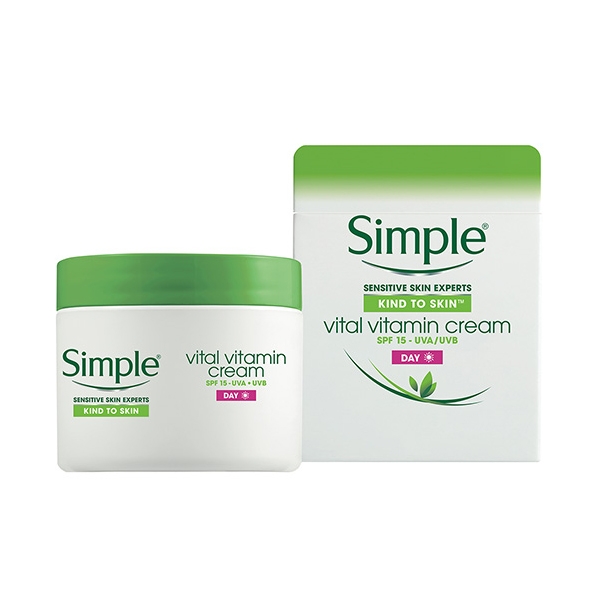 Simple®
SENSITIVE SKIN EXPERTS
KIND TO SKIN
vital vitamin
cream
SPF 15 - UVA • UVB
DAY
Simple®
SENSITIVE SKIN EXPERTS
KIND TO SKIN™
vital vitamin cream
SPF 15 - UVA/UVB
DAY